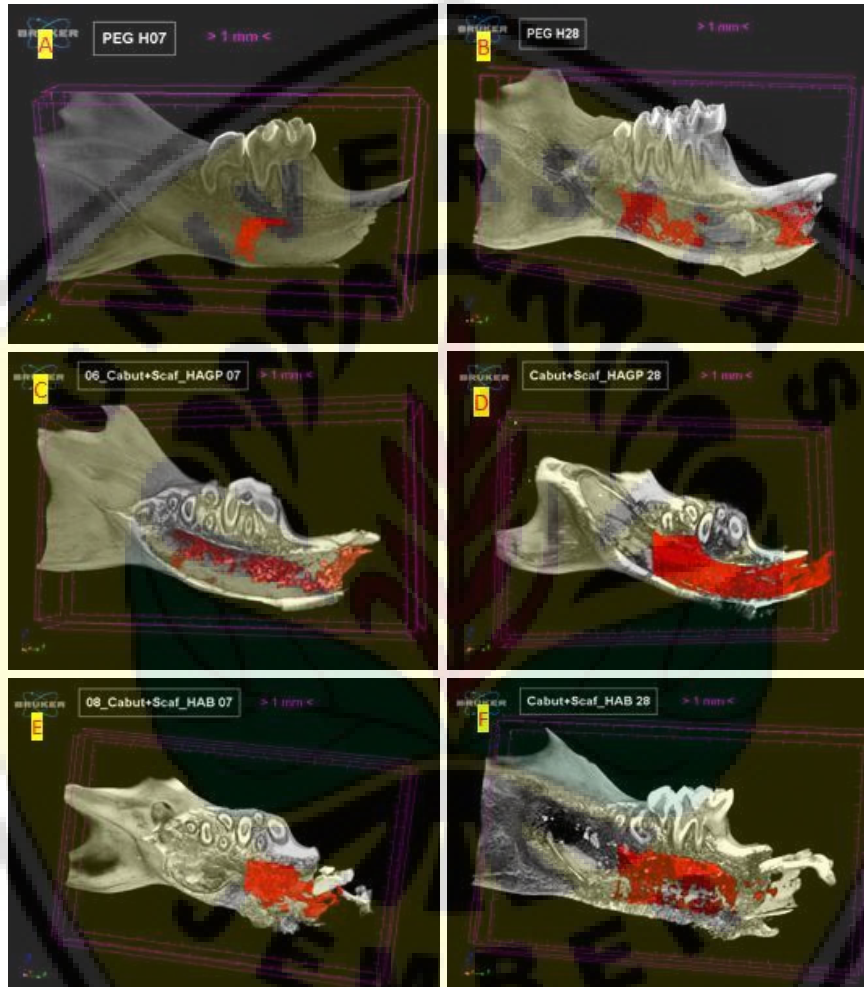 BRUKER
A
PEG H07
> 1 mm <
BRUKER
B
PEG H28
> 1 mm <
BRUKER
C
06_Cabut+Scaf_HAGP 07
> 1 mm <
BRUKER
D
Cabut+Scaf_HAGP 28
> 1 mm <
BRUKER
E
08_Cabut+Scaf_HAB 07
> 1 mm <
BRUKER
F
Cabut+Scaf_HAB 28
> 1 mm <